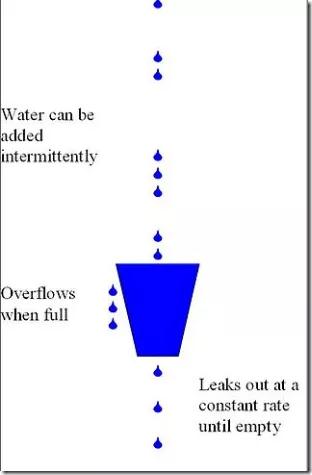 Water can be
added
intermittently
Overflows
when full
Leaks out at a
constant rate
until empty